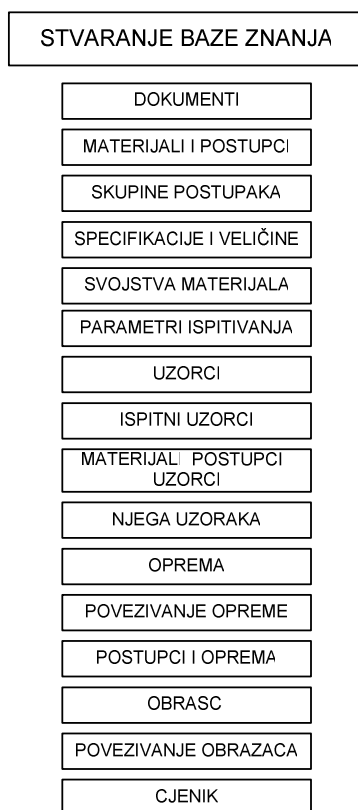 STVARANJE BAZE ZNANJA
DOKUMENTI
MATERIJALI I POSTUPCI
SKUPINE POSTUPAKA
SPECIFIKACIJE I VELIČINE
SVOJSTVA MATERIJALA
PARAMETRI ISPITIVANJA
UZORCI
ISPITNI UZORCI
MATERIJALI POSTUPCI
UZORCI
NJEGA UZORAKA
OPREMA
POVEZIVANJE OPREME
POSTUPCI I OPREMA
OBRASC
POVEZIVANJE OBRAZACA
CJENIK